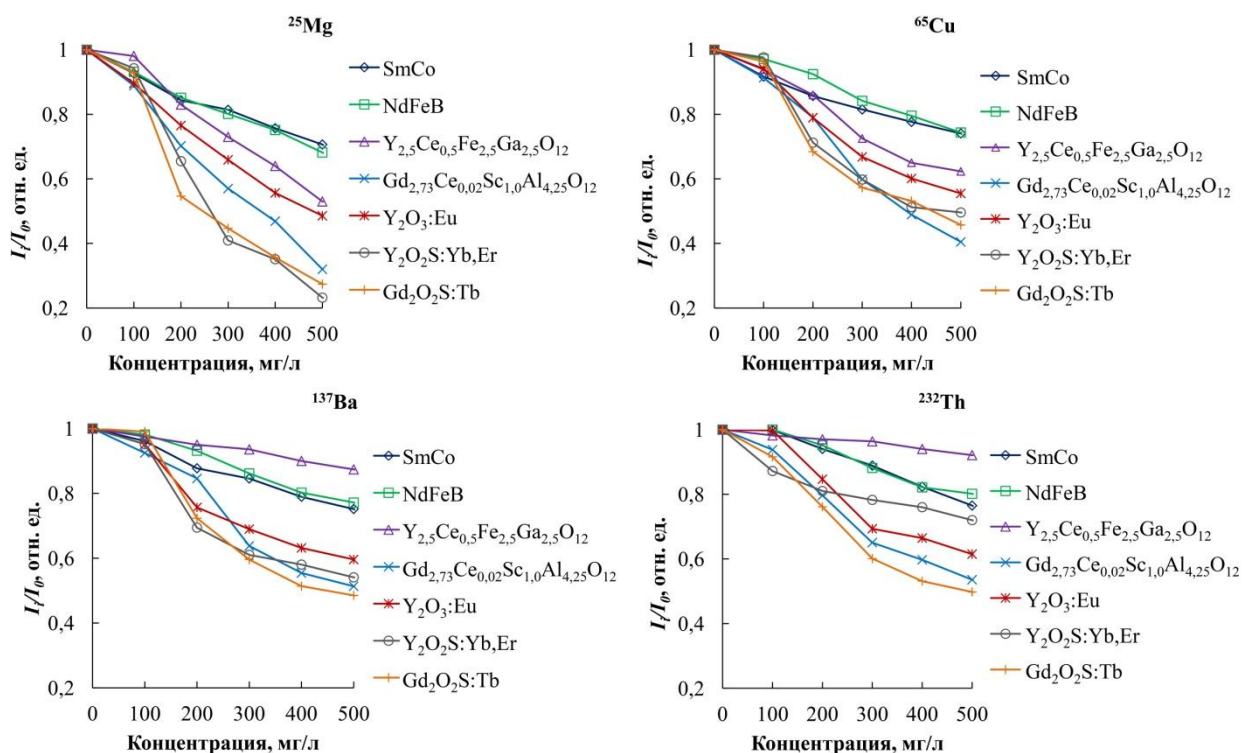 ²⁵Mg
1
0,8
0,6
0,4
0,2
0 100 200 300 400 500
Iᵢ/I₀, отн. ед.
Концентрация, мг/л
SmCo
NdFeB
Y₂,₅Ce₀,₅Fe₂,₅Ga₂,₅O₁₂
Gd₂,₇₃Ce₀,₀₂Sc₁,₀Al₄,₂₅O₁₂
Y₂O₃:Eu
Y₂O₂S:Yb,Er
Gd₂O₂S:Tb
⁶⁵Cu
1
0,8
0,6
0,4
0,2
0 100 200 300 400 500
Iᵢ/I₀, отн. ед.
Концентрация, мг/л
SmCo
NdFeB
Y₂,₅Ce₀,₅Fe₂,₅Ga₂,₅O₁₂
Gd₂,₇₃Ce₀,₀₂Sc₁,₀Al₄,₂₅O₁₂
Y₂O₃:Eu
Y₂O₂S:Yb,Er
Gd₂O₂S:Tb
¹³⁷Ba
1
0,8
0,6
0,4
0,2
0 100 200 300 400 500
Iᵢ/I₀, отн. ед.
Концентрация, мг/л
SmCo
NdFeB
Y₂,₅Ce₀,₅Fe₂,₅Ga₂,₅O₁₂
Gd₂,₇₃Ce₀,₀₂Sc₁,₀Al₄,₂₅O₁₂
Y₂O₃:Eu
Y₂O₂S:Yb,Er
Gd₂O₂S:Tb
²³²Th
1
0,8
0,6
0,4
0,2
0 100 200 300 400 500
Iᵢ/I₀, отн. ед.
Концентрация, мг/л
SmCo
NdFeB
Y₂,₅Ce₀,₅Fe₂,₅Ga₂,₅O₁₂
Gd₂,₇₃Ce₀,₀₂Sc₁,₀Al₄,₂₅O₁₂
Y₂O₃:Eu
Y₂O₂S:Yb,Er
Gd₂O₂S:Tb